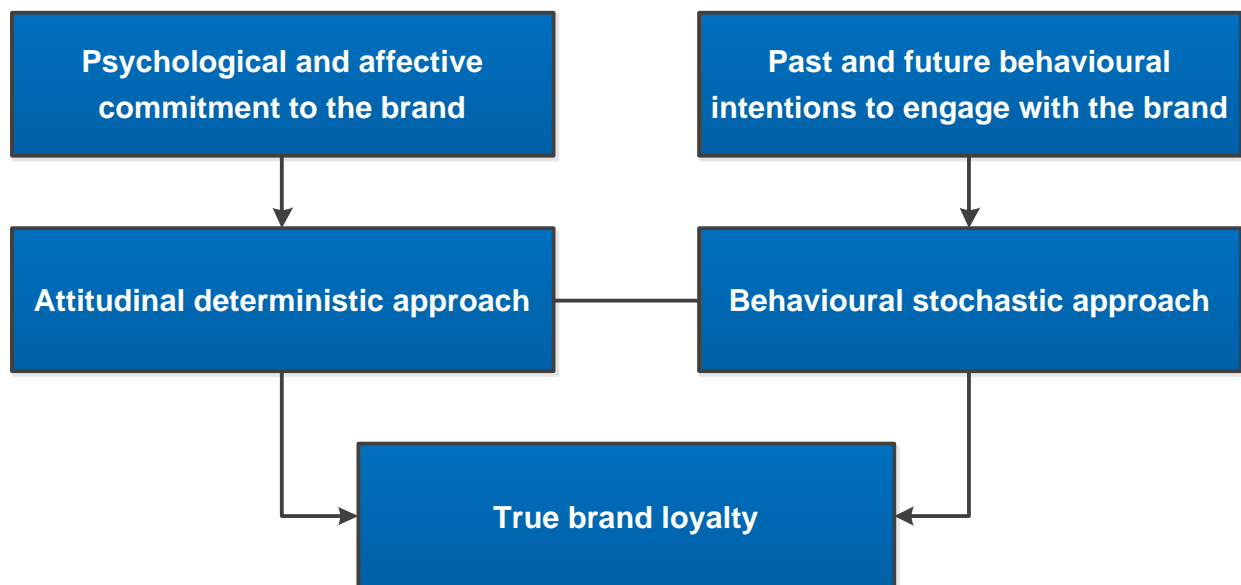 Psychological and affective
commitment to the brand
Past and future behavioural
intentions to engage with the brand
Attitudinal deterministic approach
Behavioural stochastic approach
True brand loyalty